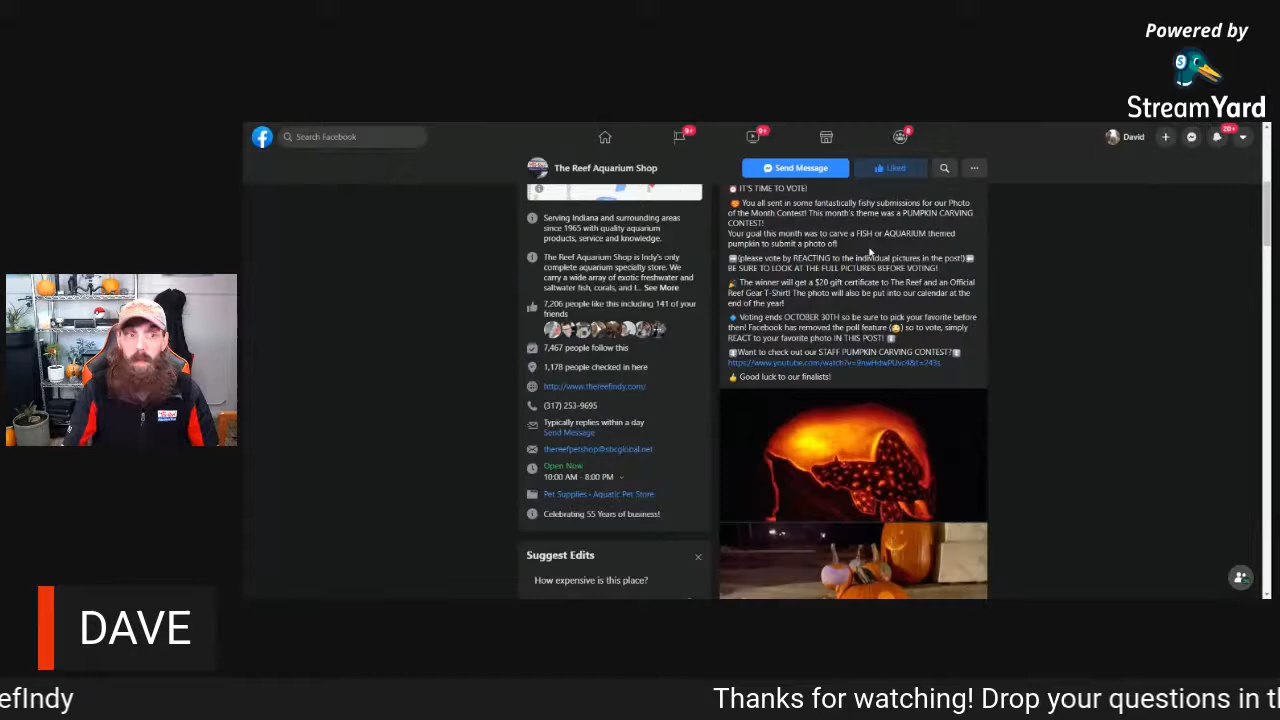 Powered by
StreamYard
Search Facebook
9+
9+
8
David
20+
The Reef Aquarium Shop
Send Message
Liked
Serving Indiana and surrounding areas
since 1965 with quality aquarium
products, service and knowledge.
The Reef Aquarium Shop is Indy's only
complete aquarium specialty store. We
carry a wide array of exotic freshwater and
saltwater fish, corals, and l... See More
7,206 people like this including 141 of your
friends
7,467 people follow this
1,178 people checked in here
http://www.thereefindy.com/
(317) 253-9695
Typically replies within a day
Send Message
thereefpetshop@sbcglobal.net
Open Now
10:00 AM - 8:00 PM
Pet Supplies · Aquatic Pet Store
Celebrating 55 Years of business!
Suggest Edits
How expensive is this place?
IT'S TIME TO VOTE!
You all sent in some fantastically fishy submissions for our Photo
of the Month Contest! This month's theme was a PUMPKIN CARVING
CONTEST!
Your goal this month was to carve a FISH or AQUARIUM themed
pumpkin to submit a photo of!
(please vote by REACTING to the individual pictures in the post!)
BE SURE TO LOOK AT THE FULL PICTURES BEFORE VOTING!
The winner will get a $20 gift certificate to The Reef and an Official
Reef Gear T-Shirt! The photo will also be put into our calendar at the
end of the year!
Voting ends OCTOBER 30TH so be sure to pick your favorite before
then! Facebook has removed the poll feature ( ) so to vote, simply
REACT to your favorite photo IN THIS POST!
Want to check out our STAFF PUMPKIN CARVING CONTEST?
Good luck to our finalists!
DAVE
efIndy
Thanks for watching! Drop your questions in t